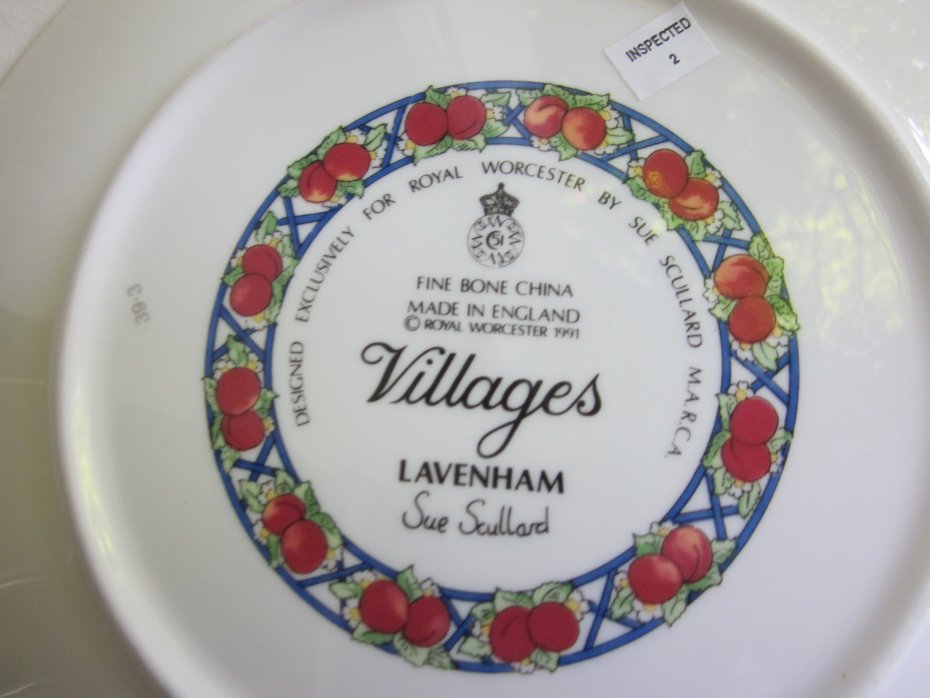 INSPECTED
2
DESIGNED EXCLUSIVELY FOR ROYAL WORCESTER BY SUE SCULLARD M.A.R.C.A.
51
FINE BONE CHINA
MADE IN ENGLAND
© ROYAL WORCESTER 1991
Villages
LAVENHAM
Sue Scullard
39-3